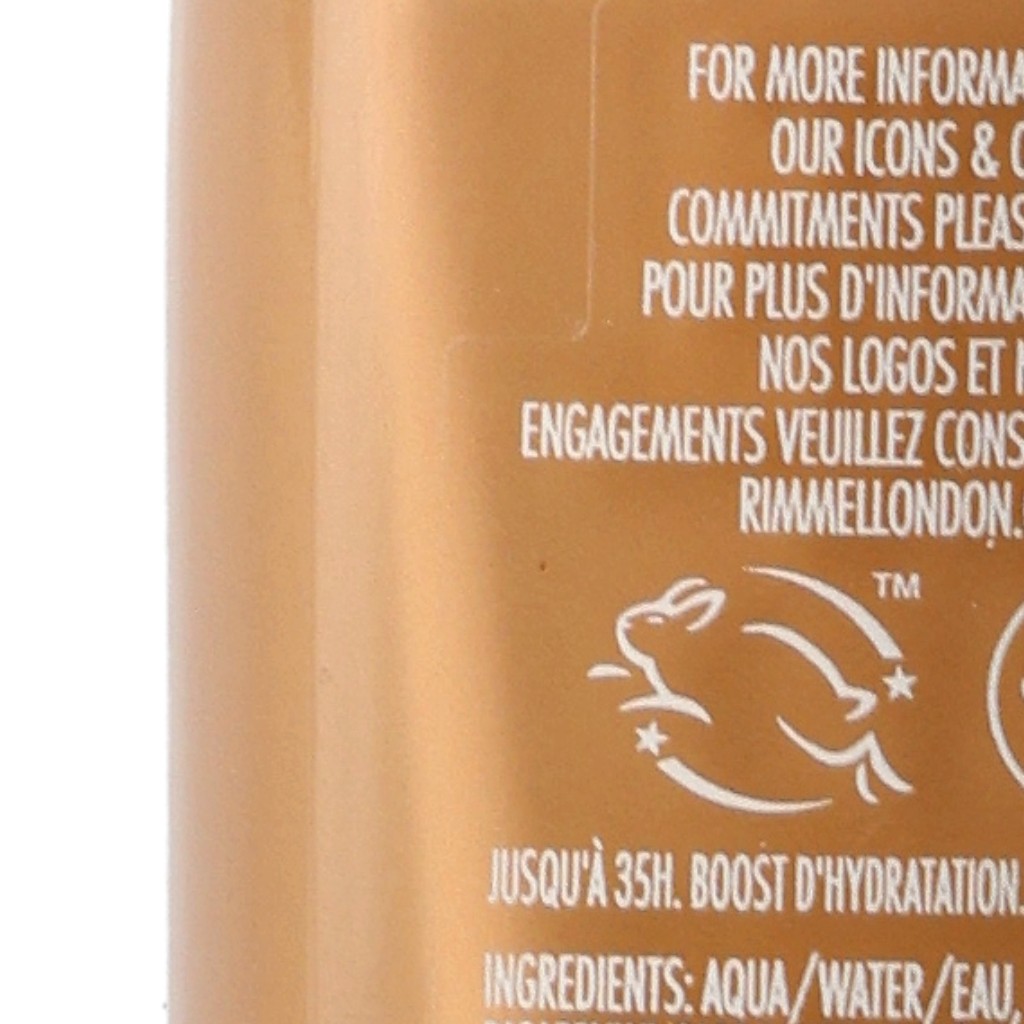 FOR MORE INFORMA
OUR ICONS & 
COMMITMENTS PLEAS
POUR PLUS D'INFORMA
NOS LOGOS ET
ENGAGEMENTS VEUILLEZ CONS
RIMMELLONDON.
TM
JUSQU'À 35H. BOOST D'HYDRATATION.
INGREDIENTS: AQUA/WATER/EAU,